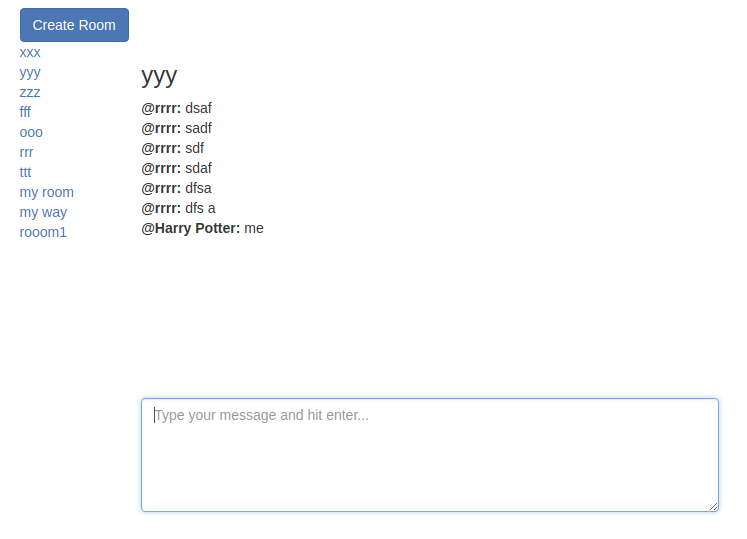 Create Room
xxx
yyy
zzz
fff
ooo
rrr
ttt
my room
my way
rooom1
yyy
@rrrr: dsaf
@rrrr: sadf
@rrrr: sdf
@rrrr: sdaf
@rrrr: dfsa
@rrrr: dfs a
@Harry Potter: me
Type your message and hit enter...